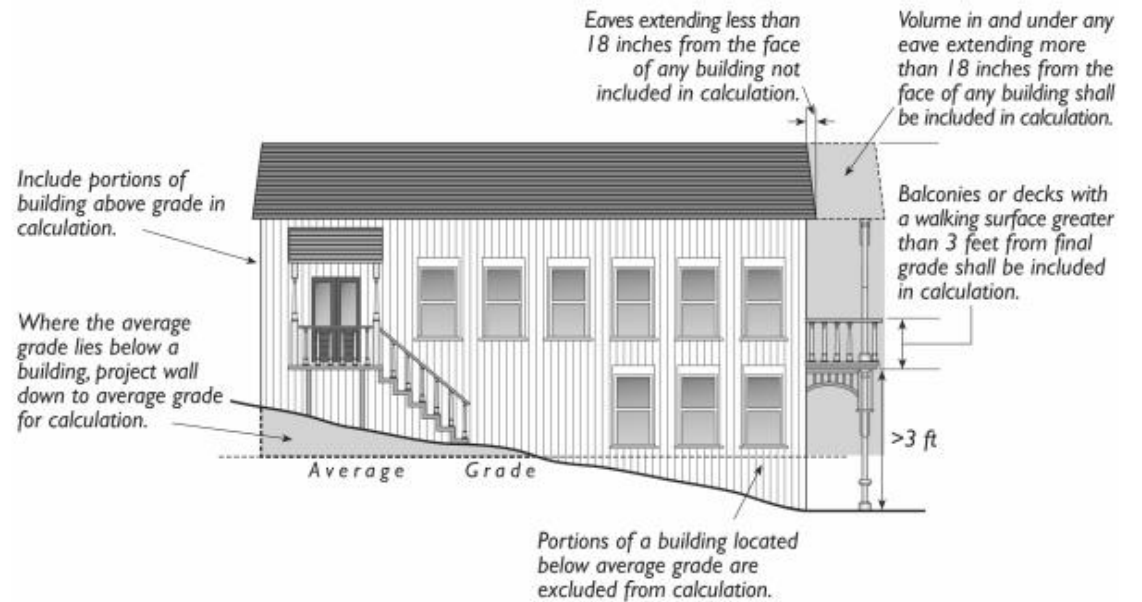 Eaves extending less than
18 inches from the face
of any building not
included in calculation.
Volume in and under any
eave extending more
than 18 inches from the
face of any building shall
be included in calculation.
Include portions of
building above grade in
calculation.
Balconies or decks with
a walking surface greater
than 3 feet from final
grade shall be included
in calculation.
Where the average
grade lies below a
building, project wall
down to average grade
for calculation.
>3 ft
Average Grade
Portions of a building located
below average grade are
excluded from calculation.